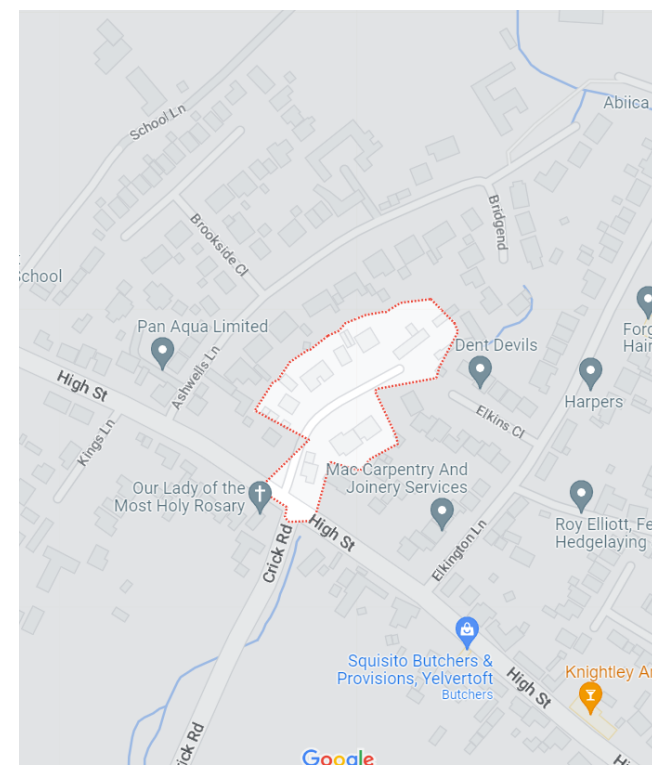 School Ln
Abiica,
Brookside Cl
Bridgend
School
Pan Aqua Limited
Ashwells Ln
High St
Kings Ln
Dent Devils
Forg
Hair
Harpers
Elkins Cl
Mac Carpentry And
Joinery Services
Our Lady of the
Most Holy Rosary
High St
Crick Rd
Elkington Ln
Roy Elliott, Fe
Hedgelaying
Squisito Butchers &
Provisions, Yelvertoft
Butchers
High St
Knightley Ar
ick Rd
Google
Hi